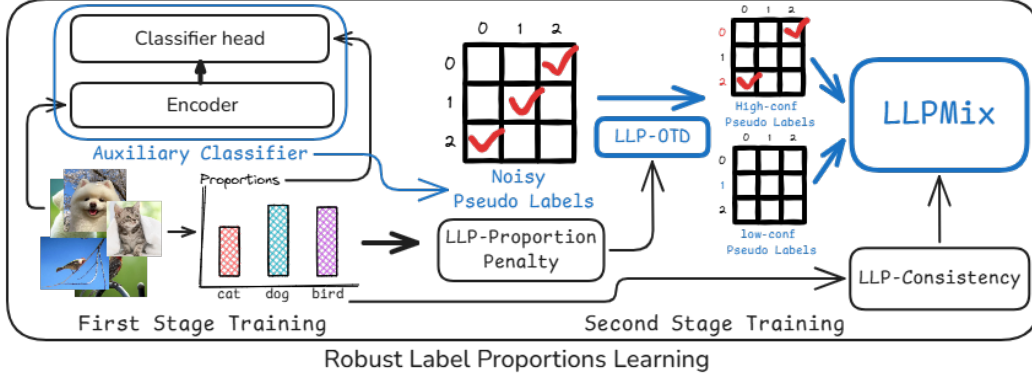 Classifier head
Encoder
Auxiliary Classifier
Proportions
cat dog bird
First Stage Training
0 1 2
0
1
2
Noisy
Pseudo Labels
LLP-Proportion
Penalty
LLP-OTD
0 1 2
0
1
2
High-conf
Pseudo Labels
0 1 2
0
1
2
low-conf
Pseudo Labels
LLPMix
LLP-Consistency
Second Stage Training
Robust Label Proportions Learning